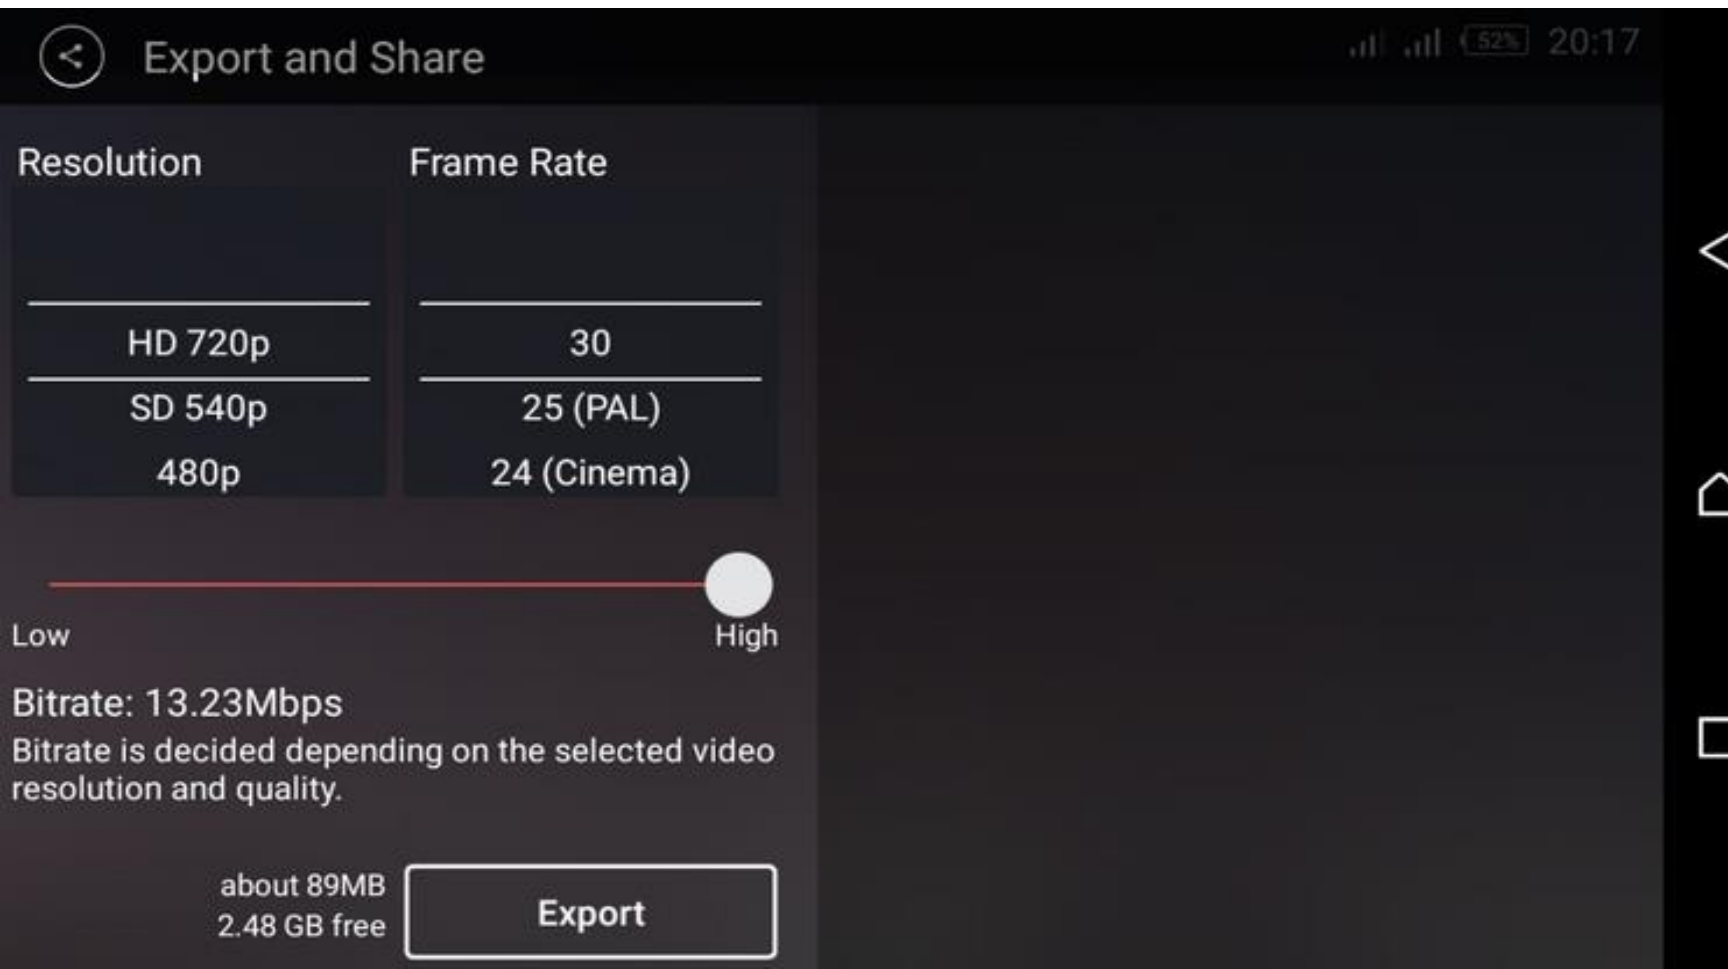 Export and Share
52% 20:17
Resolution
Frame Rate
HD 720p
30
SD 540p
25 (PAL)
480p
24 (Cinema)
Low
High
Bitrate: 13.23Mbps
Bitrate is decided depending on the selected video
resolution and quality.
about 89MB
2.48 GB free
Export